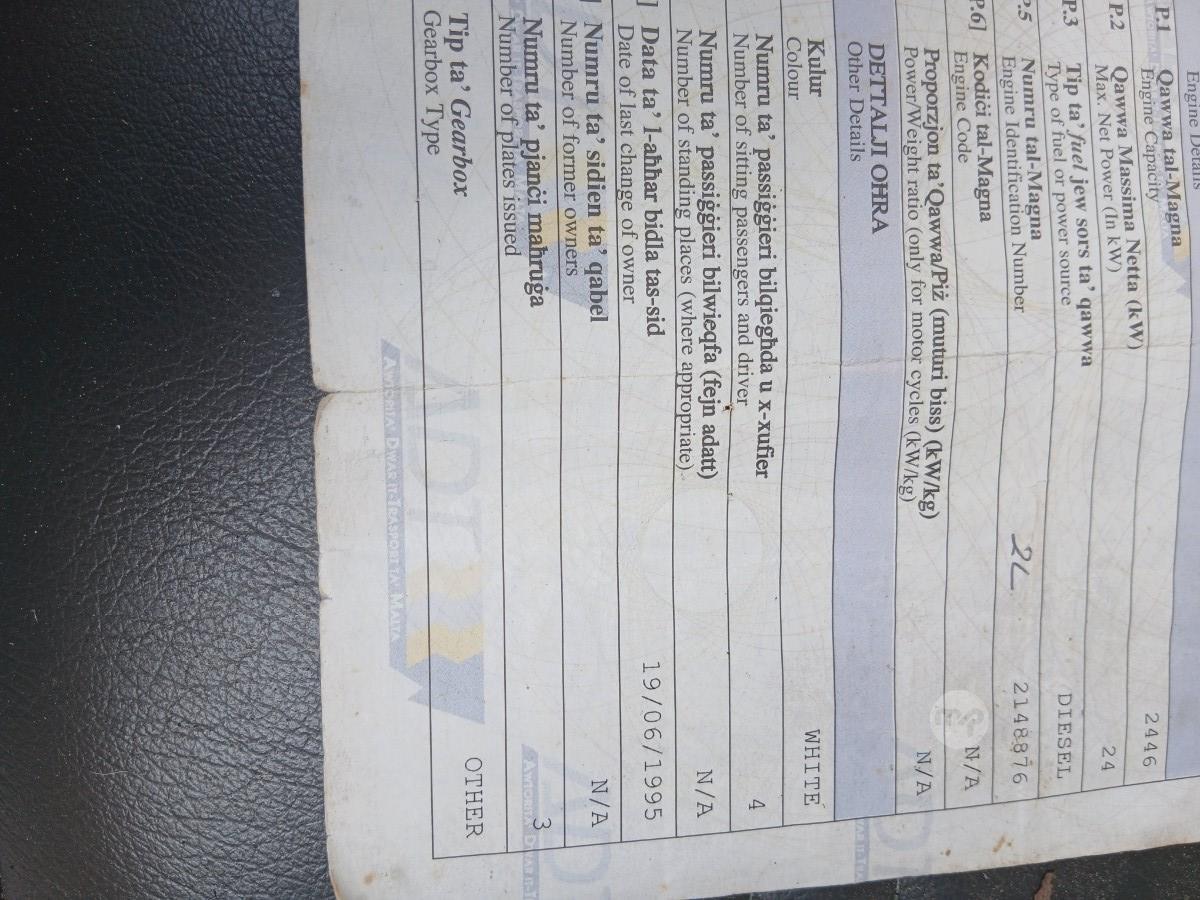 Engine Details
P.1 Qawwa tal-Magna
Engine Capacity 2446
P.2 Qawwa Massima Netta (kW)
Max. Net Power (In kW) 24
P.3 Tip ta' fuel jew sors ta' qawwa
Type of fuel or power source DIESEL
P.5 Numru tal-Magna
Engine Identification Number 2L 2148876
P.6] Kodiċi tal-Magna
Engine Code N/A
Proporzjon ta' Qawwa/Piż (muturi biss) (kW/kg)
Power/Weight ratio (only for motor cycles (kW/kg) N/A
DETTALJI OĦRA
Other Details
Kulur
Colour WHITE
Numru ta' passiġġieri bilqiegħda u x-xufier
Number of sitting passengers and driver 4
Numru ta' passiġġieri bilwieqfa (fejn adatt)
Number of standing places (where appropriate) N/A
] Data ta' l-aħħar bidla tas-sid
Date of last change of owner 19/06/1995
] Numru ta' sidien ta' qabel
Number of former owners N/A
Numru ta' pjanċi maħruġa
Number of plates issued 3
Tip ta' Gearbox
Gearbox Type OTHER
ADT
AWTORITA' DWAR IT-TRASPORT TA' MALTA